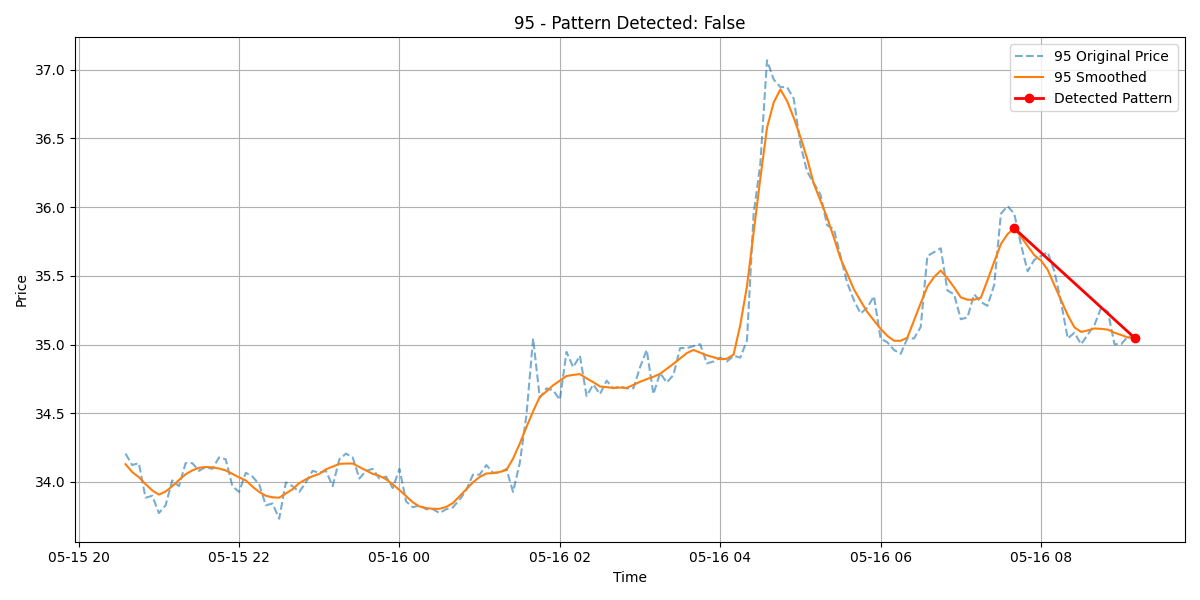 95 - Pattern Detected: False
95 Original Price
95 Smoothed
Detected Pattern
Price
37.0
36.5
36.0
35.5
35.0
34.5
34.0
05-15 20
05-15 22
05-16 00
05-16 02
05-16 04
05-16 06
05-16 08
Time